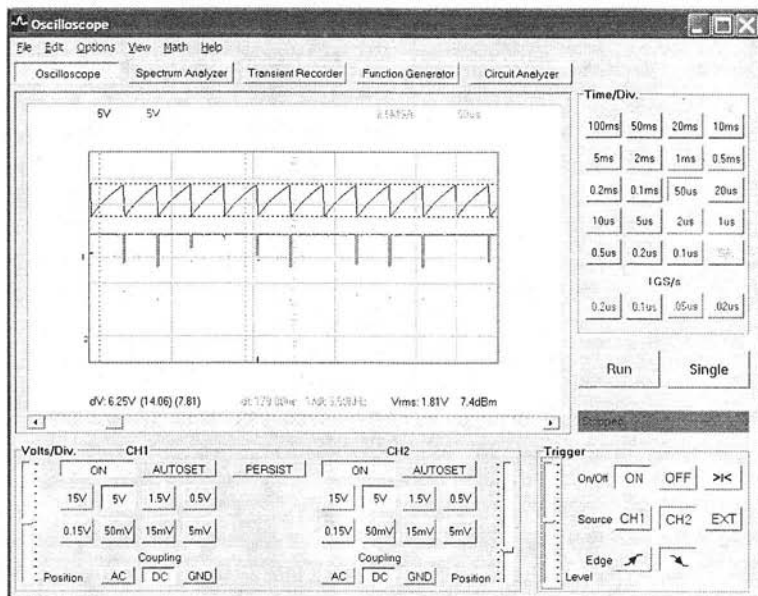 Oscilloscope
File Edit Options View Math Help
Oscilloscope Spectrum Analyzer Transient Recorder Function Generator Circuit Analyzer
5V 5V 50us
dV: 6.25V (14.06) (7.81) Vrms: 1.81V 7.4dBm
Time/Div.
100ms 50ms 20ms 10ms
5ms 2ms 1ms 0.5ms
0.2ms 0.1ms 50us 20us
10us 5us 2us 1us
0.5us 0.2us 0.1us
1GS/s
0.2us 0.1us .05us .02us
Run Single
Stopped
Volts/Div. CH1 CH2
ON AUTOSET PERSIST ON AUTOSET
15V 5V 1.5V 0.5V 15V 5V 1.5V 0.5V
0.15V 50mV 15mV 5mV 0.15V 50mV 15mV 5mV
Coupling Coupling
Position AC DC GND AC DC GND Position
Trigger
On/Off ON OFF
Source CH1 CH2 EXT
Edge
Level